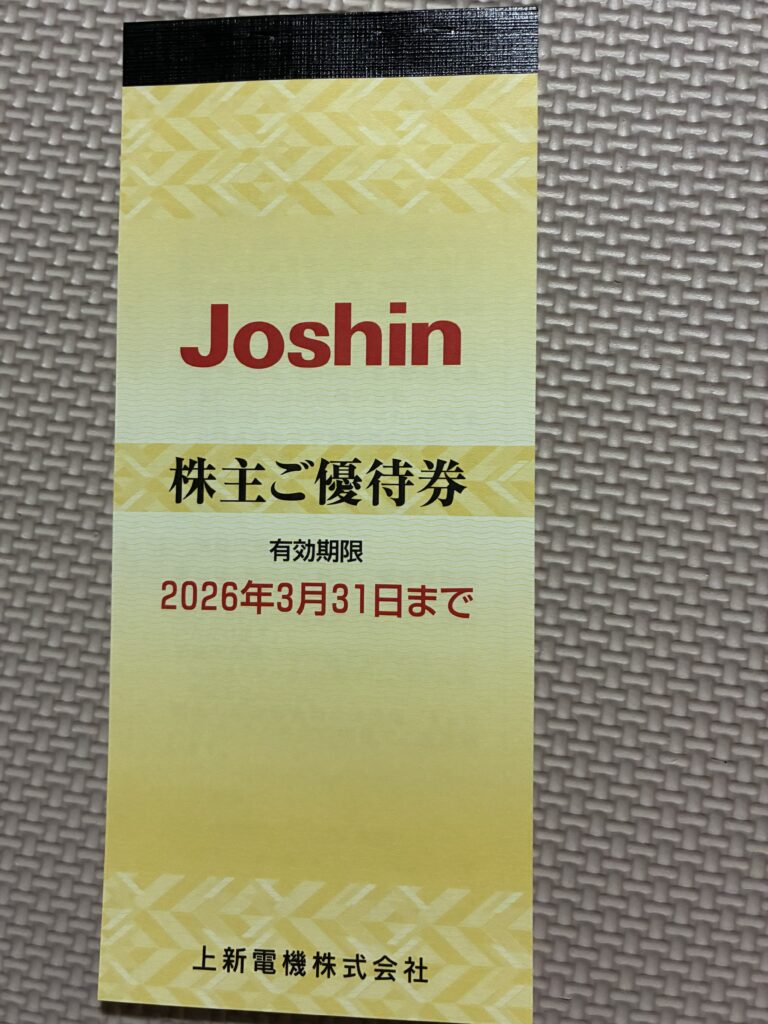 Joshin
株主ご優待券
有効期限
2026年3月31日まで
上新電機株式会社